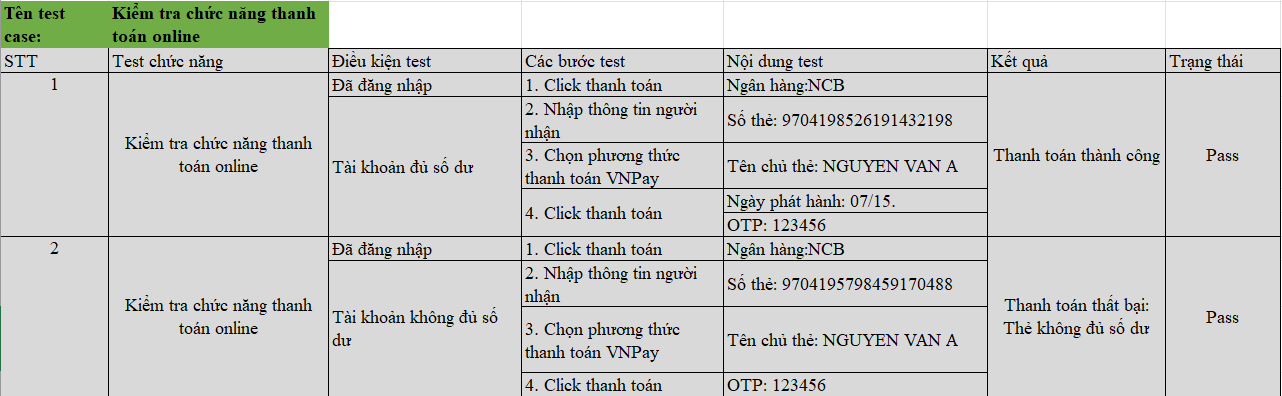 Tên test case:
Kiểm tra chức năng thanh toán online
STT
Test chức năng
Điều kiện test
Các bước test
Nội dung test
Kết quả
Trạng thái
1
Kiểm tra chức năng thanh
toán online
Đã đăng nhập
Tài khoản đủ số dư
1. Click thanh toán
2. Nhập thông tin người
nhận
3. Chọn phương thức
thanh toán VNPay
4. Click thanh toán
Ngân hàng:NCB
Số thẻ: 9704198526191432198
Tên chủ thẻ: NGUYEN VAN A
Ngày phát hành: 07/15.
OTP: 123456
Thanh toán thành công
Pass
2
Kiểm tra chức năng thanh
toán online
Đã đăng nhập
Tài khoản không đủ số
dư
1. Click thanh toán
2. Nhập thông tin người
nhận
3. Chọn phương thức
thanh toán VNPay
4. Click thanh toán
Ngân hàng:NCB
Số thẻ: 9704195798459170488
Tên chủ thẻ: NGUYEN VAN A
OTP: 123456
Thanh toán thất bại:
Thẻ không đủ số dư
Pass